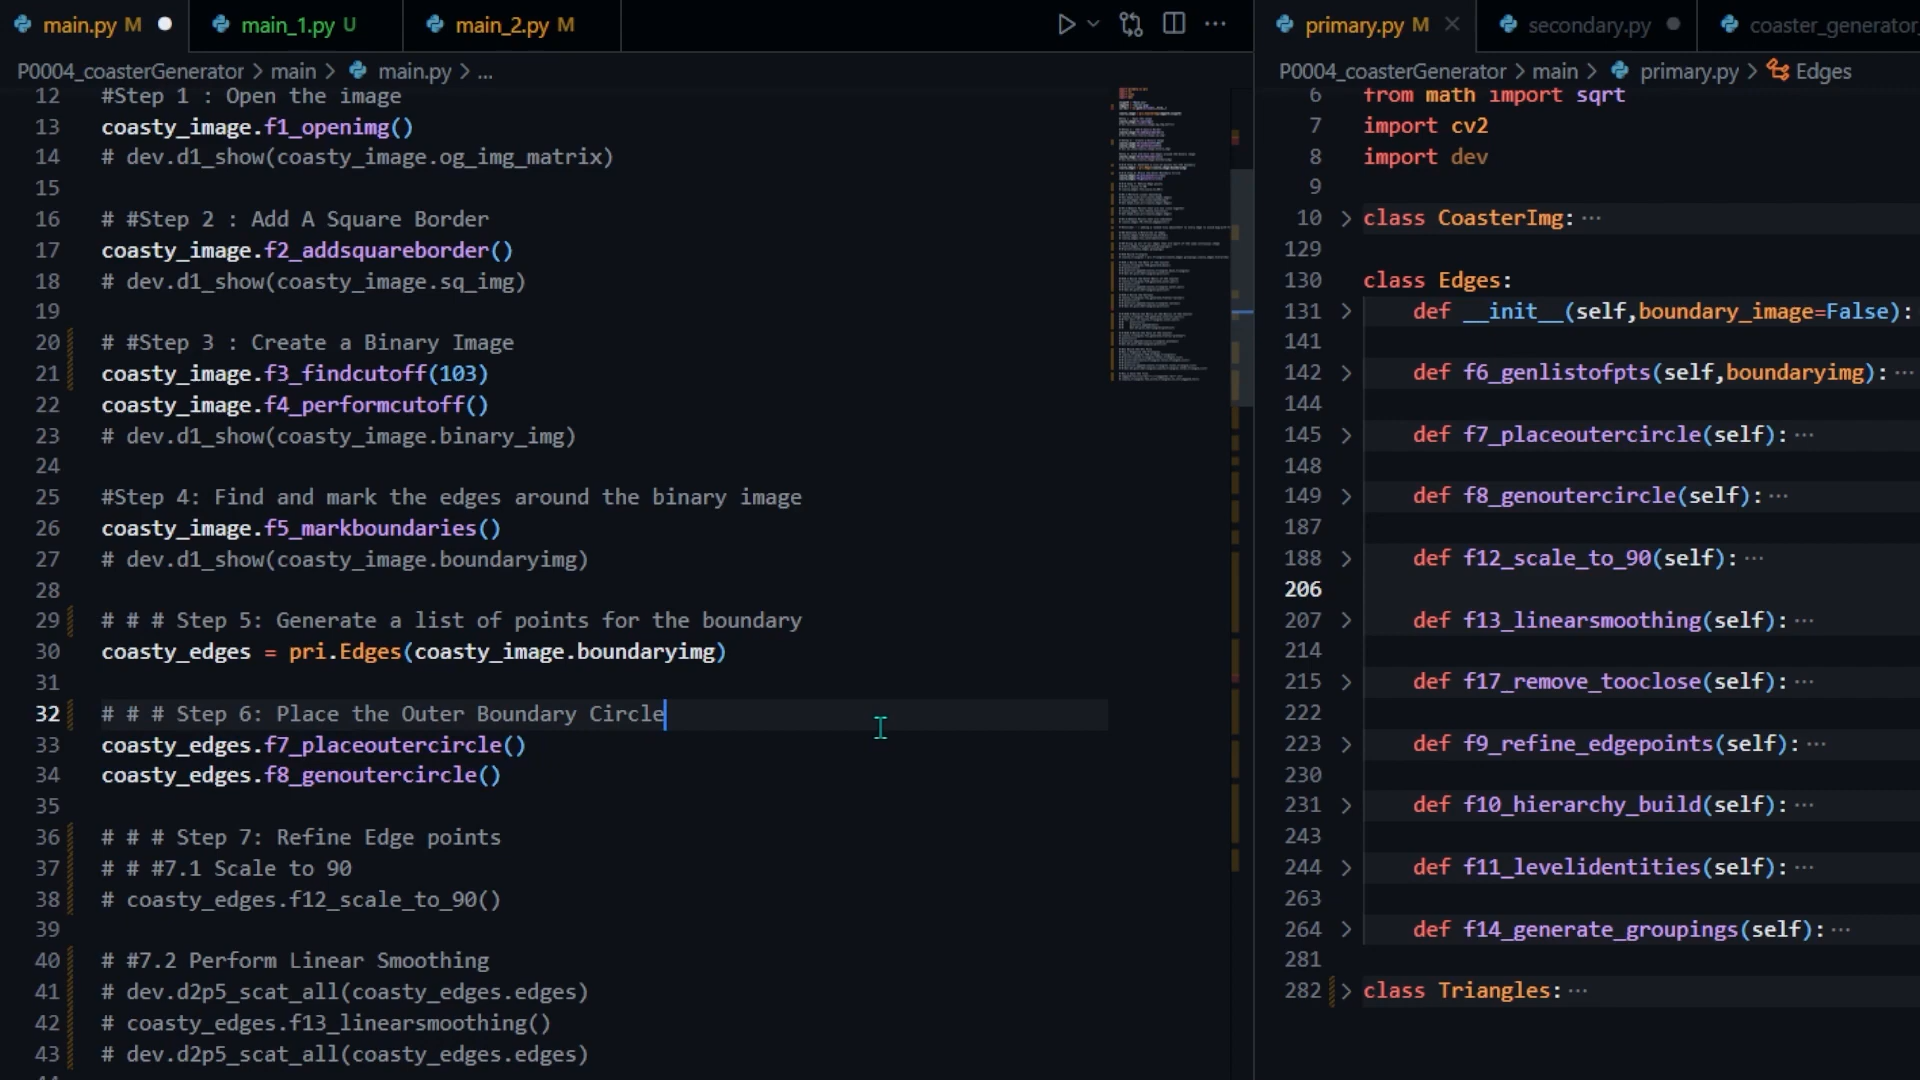 main.py M
main_1.py U
main_2.py M
P0004_coasterGenerator > main > main.py > ...
12 #Step 1 : Open the image
13 coasty_image.f1_openimg()
14 # dev.d1_show(coasty_image.og_img_matrix)
15
16 # #Step 2 : Add A Square Border
17 coasty_image.f2_addsquareborder()
18 # dev.d1_show(coasty_image.sq_img)
19
20 # #Step 3 : Create a Binary Image
21 coasty_image.f3_findcutoff(103)
22 coasty_image.f4_performcutoff()
23 # dev.d1_show(coasty_image.binary_img)
24
25 #Step 4: Find and mark the edges around the binary image
26 coasty_image.f5_markboundaries()
27 # dev.d1_show(coasty_image.boundaryimg)
28
29 # # # Step 5: Generate a list of points for the boundary
30 coasty_edges = pri.Edges(coasty_image.boundaryimg)
31
32 # # # Step 6: Place the Outer Boundary Circle
33 coasty_edges.f7_placeoutercircle()
34 coasty_edges.f8_genoutercircle()
35
36 # # # Step 7: Refine Edge points
37 # # #7.1 Scale to 90
38 # coasty_edges.f12_scale_to_90()
39
40 # #7.2 Perform Linear Smoothing
41 # dev.d2p5_scat_all(coasty_edges.edges)
42 # coasty_edges.f13_linearsmoothing()
43 # dev.d2p5_scat_all(coasty_edges.edges)
primary.py M
secondary.py
coaster_generator
P0004_coasterGenerator > main > primary.py > Edges
6 from math import sqrt
7 import cv2
8 import dev
9
10 class CoasterImg: ...
129
130 class Edges:
131 def __init__(self,boundary_image=False):
141
142 def f6_genlistofpts(self,boundaryimg): ...
144
145 def f7_placeoutercircle(self): ...
148
149 def f8_genoutercircle(self): ...
187
188 def f12_scale_to_90(self): ...
206
207 def f13_linearsmoothing(self): ...
214
215 def f17_remove_tooclose(self): ...
222
223 def f9_refine_edgepoints(self): ...
230
231 def f10_hierarchy_build(self): ...
243
244 def f11_levelidentities(self): ...
263
264 def f14_generate_groupings(self): ...
281
282 class Triangles: ...